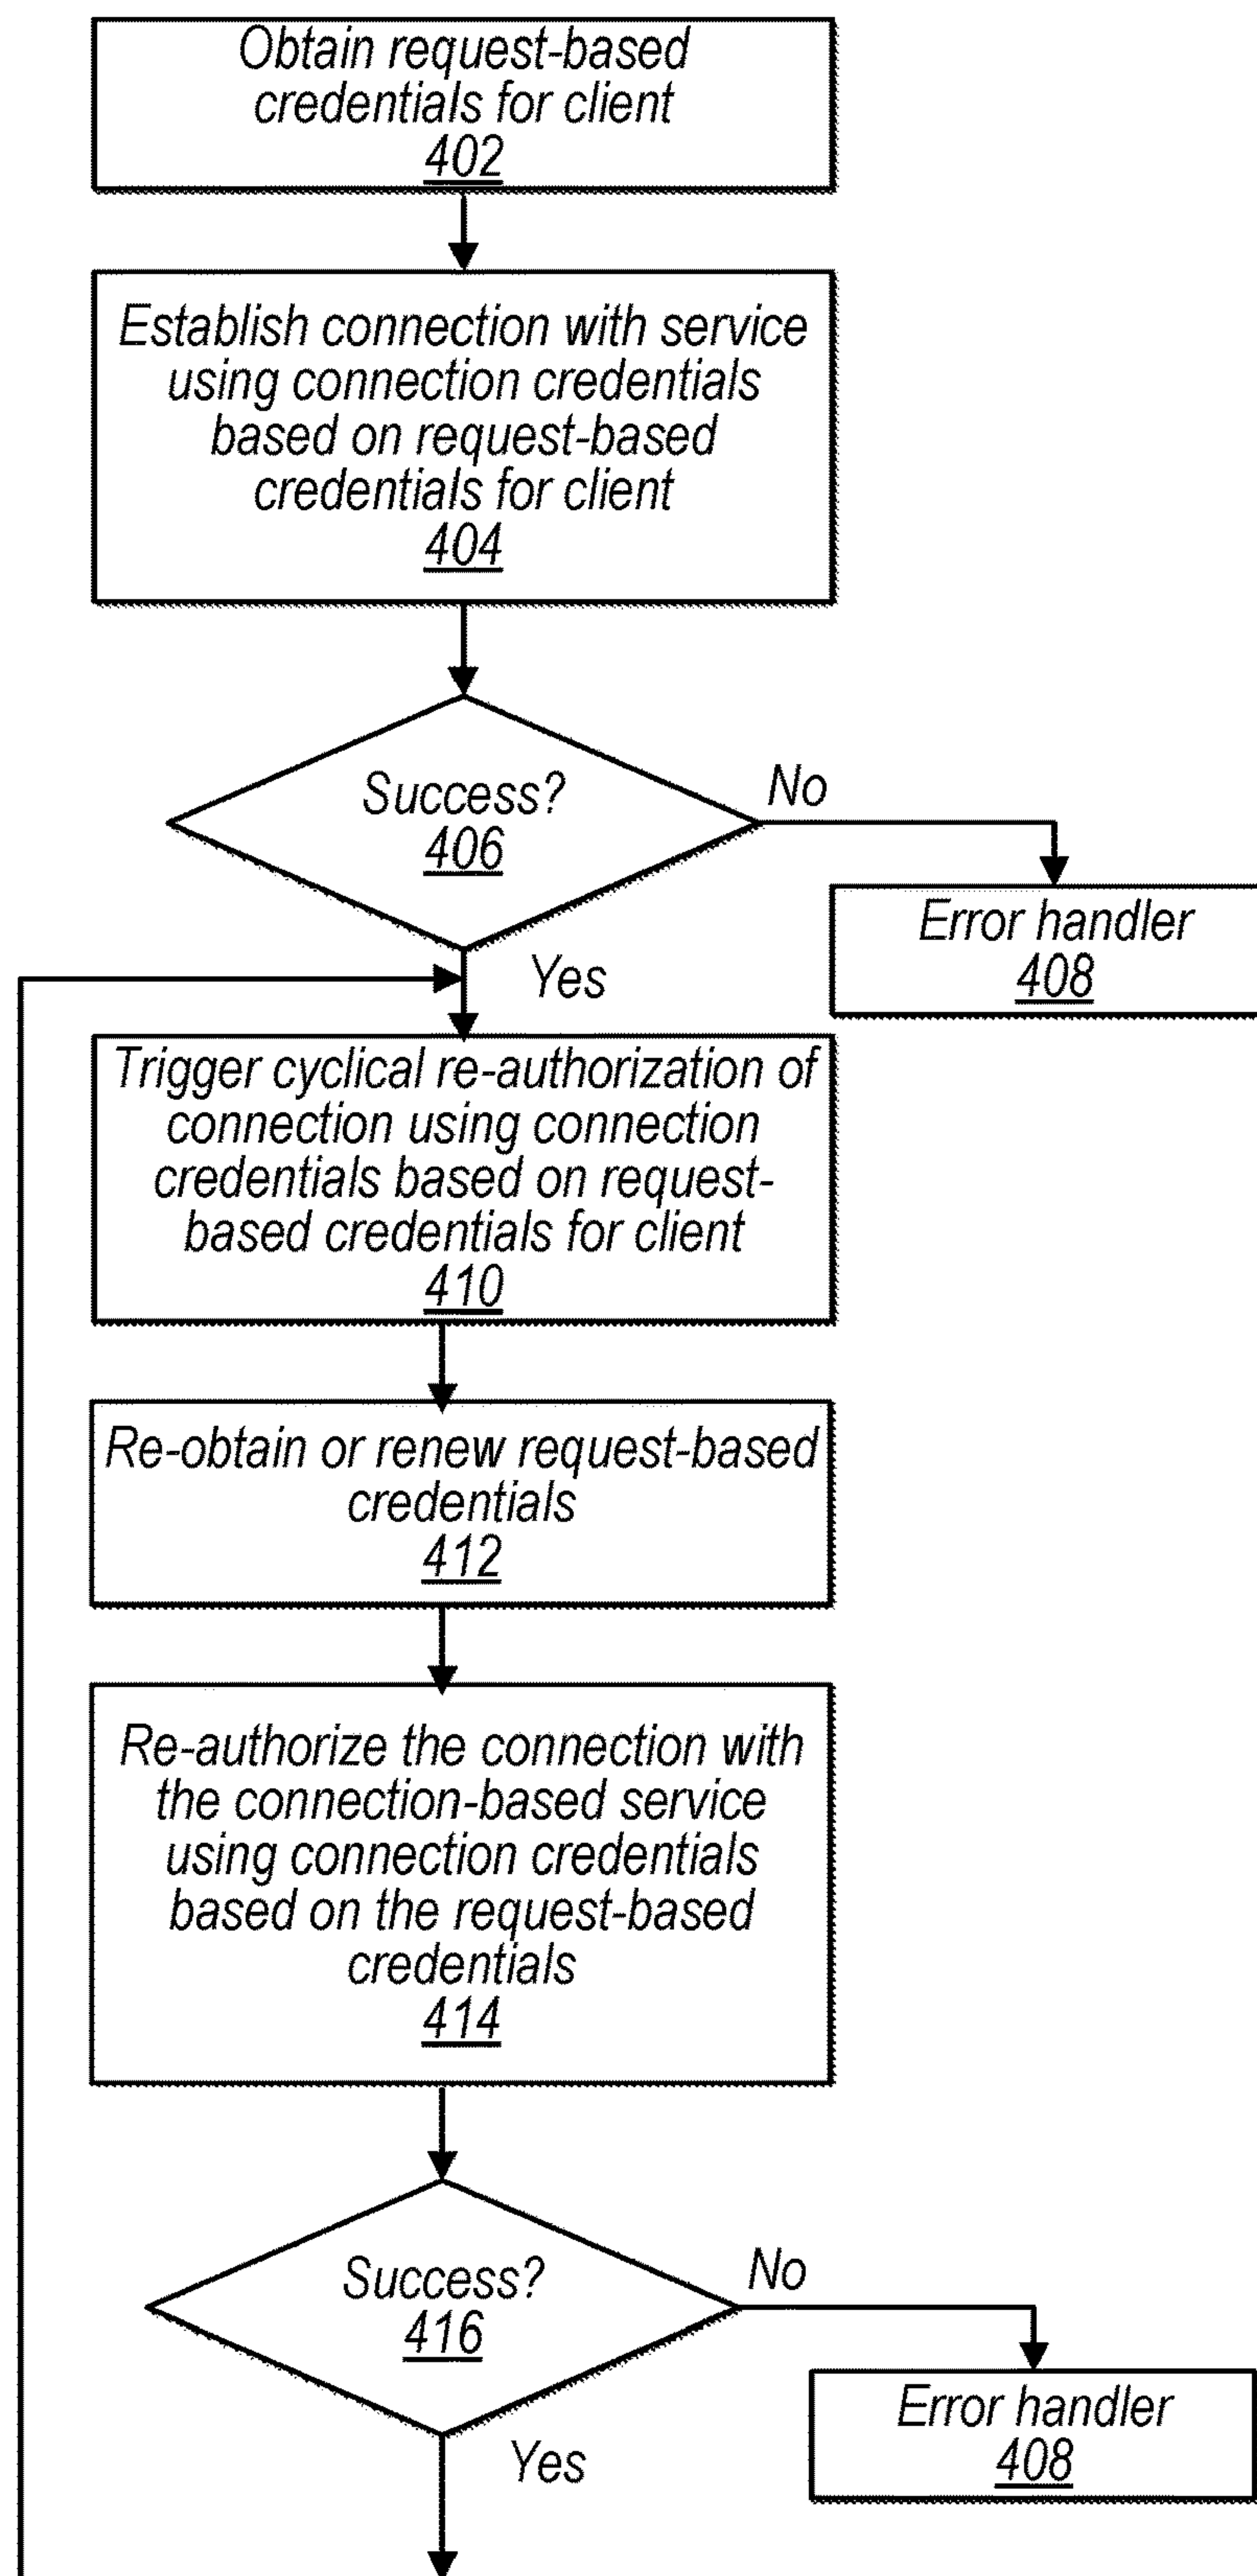 Obtain request-based
credentials for client
402
Establish connection with service
using connection credentials
based on request-based
credentials for client
404
Success?
406
No
Error handler
408
Yes
Trigger cyclical re-authorization of
connection using connection
credentials based on request-
based credentials for client
410
Re-obtain or renew request-based
credentials
412
Re-authorize the connection with
the connection-based service
using connection credentials
based on the request-based
credentials
414
Success?
416
No
Error handler
408
Yes